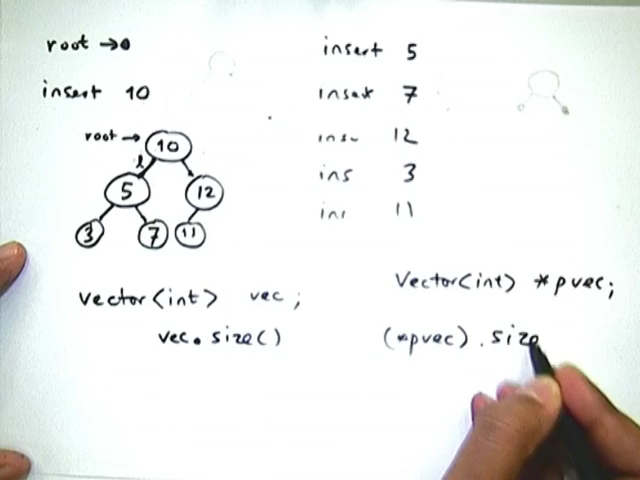 root →0
insert 10
insert 5
insert 7
ins 12
ins 3
ins 11
root →
10
l
5
12
3
7
11
vector<int> vec;
vec.size()
Vector<int> *pvec;
(*pvec).size